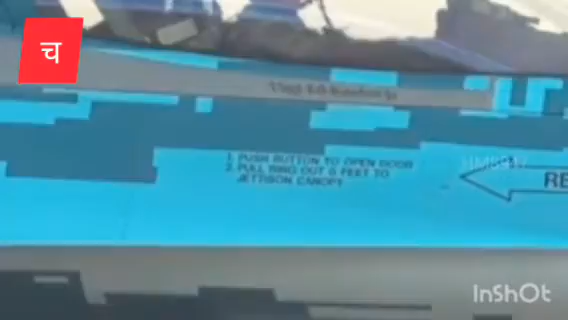 च
1. PUSH BUTTON TO OPEN DOOR
2. PULL RING OUT 6 FEET TO
JETTISON CANOPY
RE
InShOt